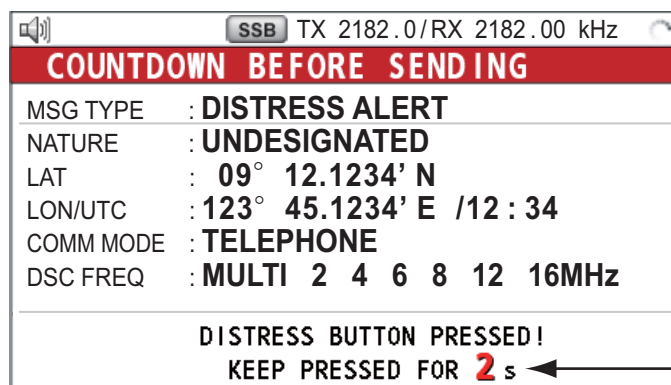 SSB TX 2182.0/RX 2182.00 kHz
COUNTDOWN BEFORE SENDING
MSG TYPE : DISTRESS ALERT
NATURE : UNDESIGNATED
LAT : 09° 12.1234' N
LON/UTC : 123° 45.1234' E /12 : 34
COMM MODE : TELEPHONE
DSC FREQ : MULTI 2 4 6 8 12 16MHz
DISTRESS BUTTON PRESSED!
KEEP PRESSED FOR 2 s